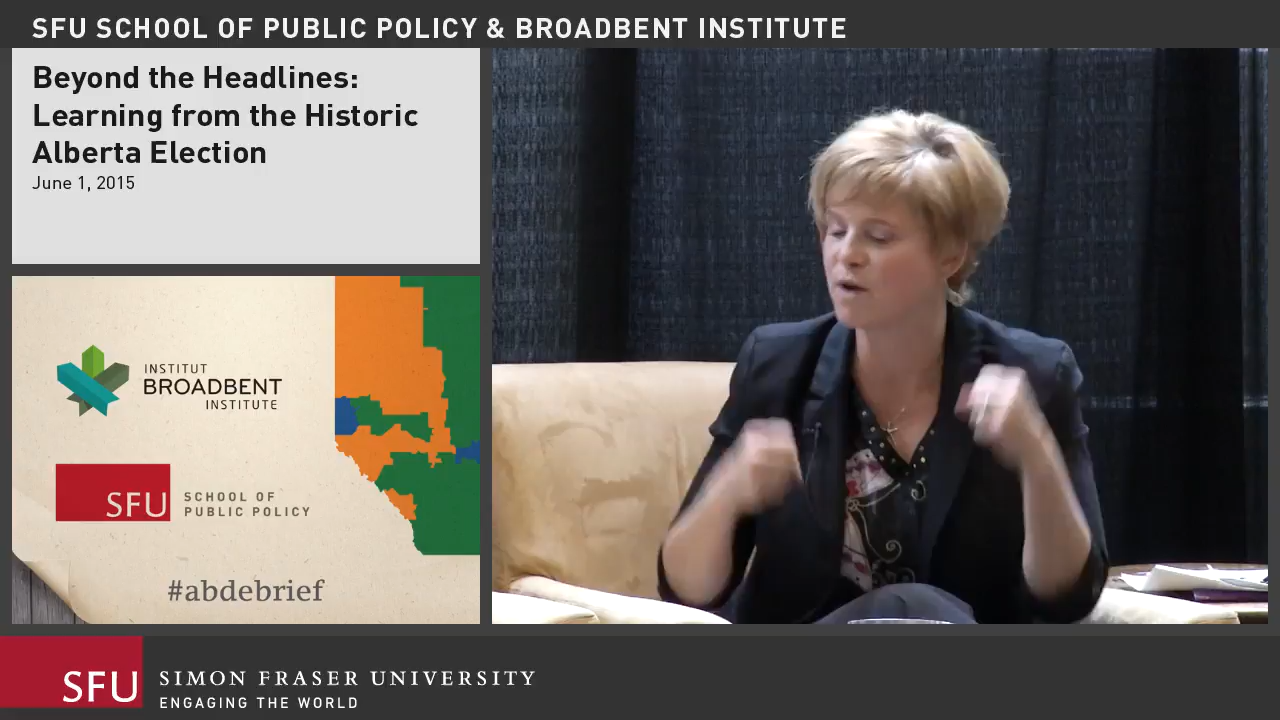 SFU SCHOOL OF PUBLIC POLICY & BROADBENT INSTITUTE
Beyond the Headlines:
Learning from the Historic
Alberta Election
June 1, 2015
INSTITUT
BROADBENT
INSTITUTE
SFU
SCHOOL OF
PUBLIC POLICY
#abdebrief
SFU
SIMON FRASER UNIVERSITY
ENGAGING THE WORLD